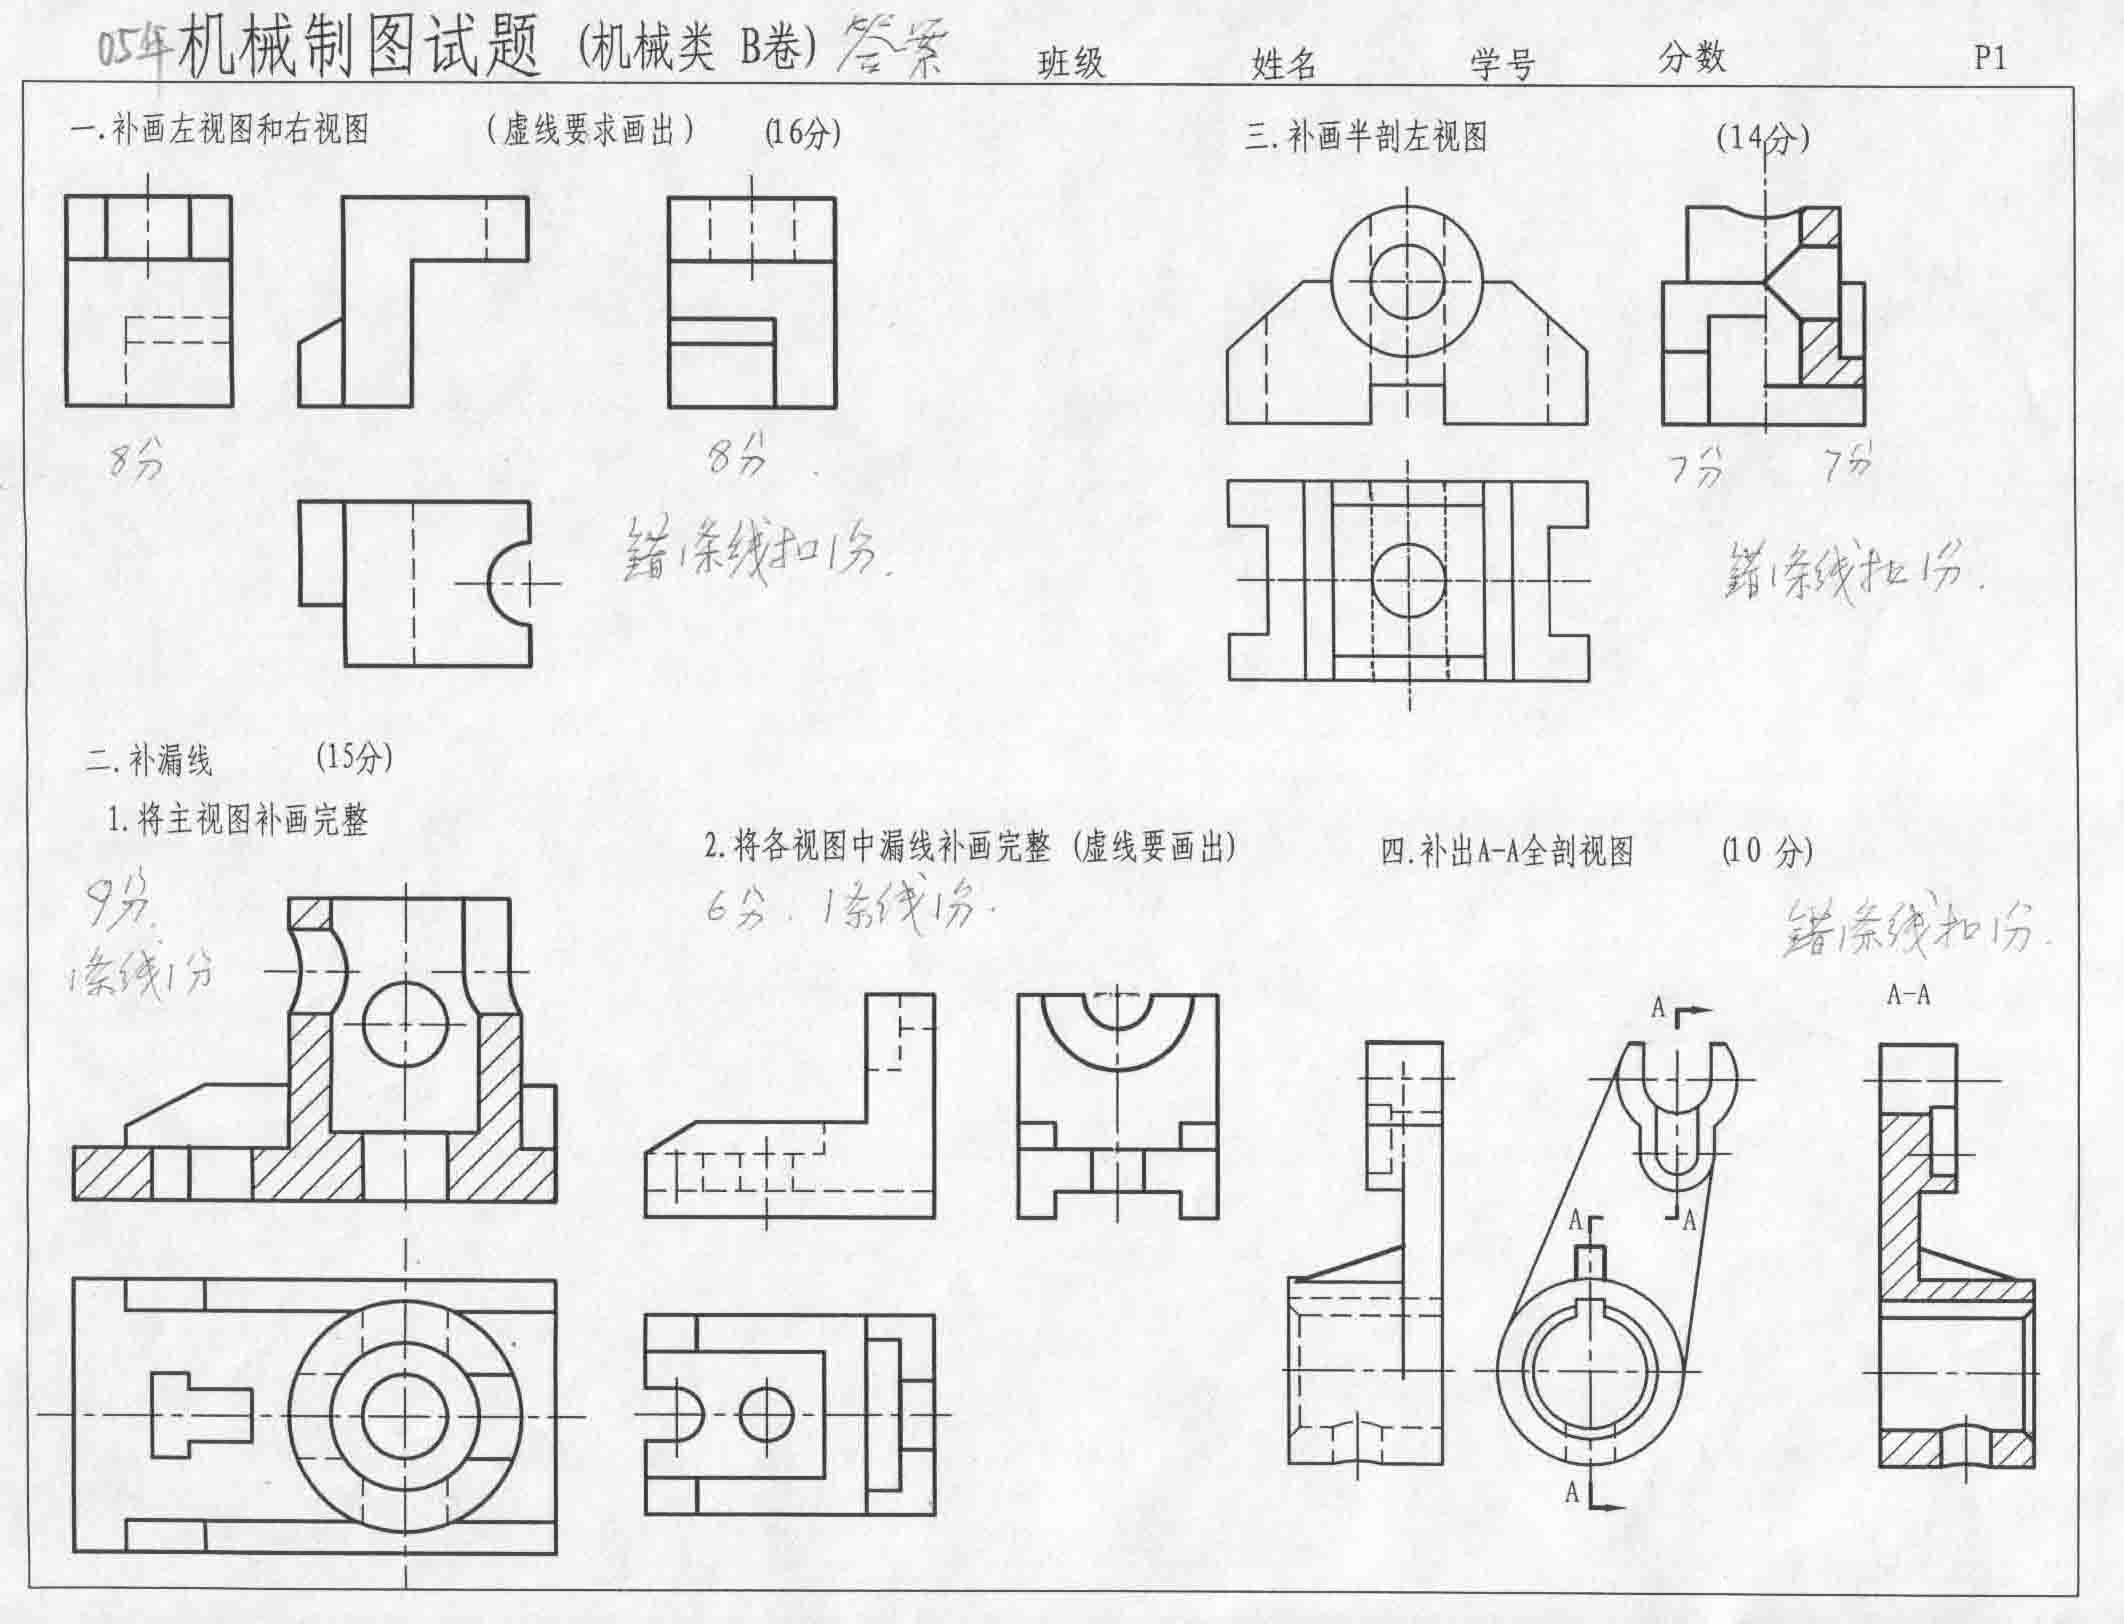 05年 机械制图试题 (机械类 B卷) 答案 班级 姓名 学号 分数 P1
一.补画左视图和右视图 (虚线要求画出) (16分)
8分 8分
错1条线扣1分.
三.补画半剖左视图 (14分)
7分 7分
错1条线扣1分.
二.补漏线 (15分)
1.将主视图补画完整
9分.
1条线1分
2.将各视图中漏线补画完整 (虚线要画出)
6分. 1条线1分.
四.补出A-A全剖视图 (10 分)
错1条线扣1分.
A A-A
A A
A